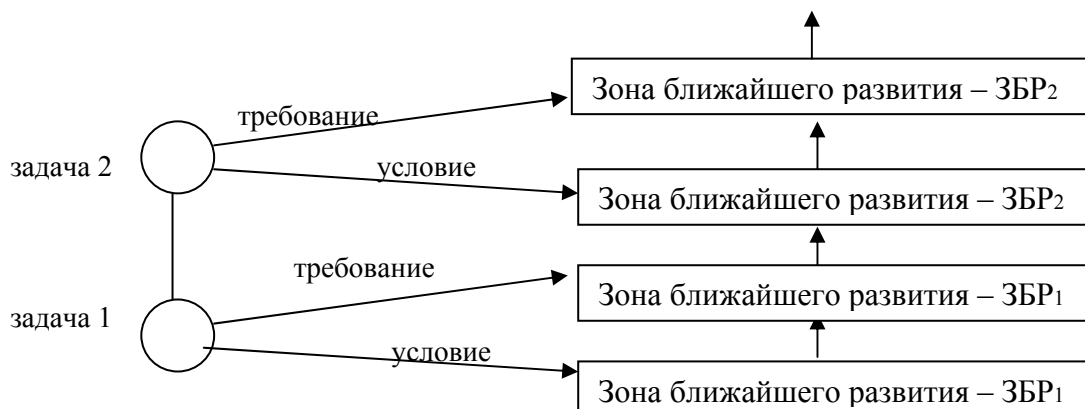 Зона ближайшего развития – ЗБР2
требование
задача 2
условие
Зона ближайшего развития – ЗБР2
требование
Зона ближайшего развития – ЗБР1
задача 1
условие
Зона ближайшего развития – ЗБР1